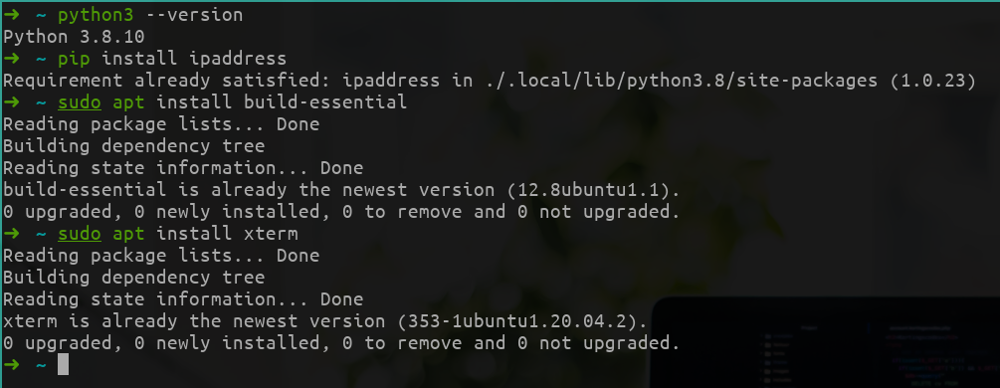 ➜ ~ python3 --version
Python 3.8.10
➜ ~ pip install ipaddress
Requirement already satisfied: ipaddress in ./.local/lib/python3.8/site-packages (1.0.23)
➜ ~ sudo apt install build-essential
Reading package lists... Done
Building dependency tree
Reading state information... Done
build-essential is already the newest version (12.8ubuntu1.1).
0 upgraded, 0 newly installed, 0 to remove and 0 not upgraded.
➜ ~ sudo apt install xterm
Reading package lists... Done
Building dependency tree
Reading state information... Done
xterm is already the newest version (353-1ubuntu1.20.04.2).
0 upgraded, 0 newly installed, 0 to remove and 0 not upgraded.
➜ ~